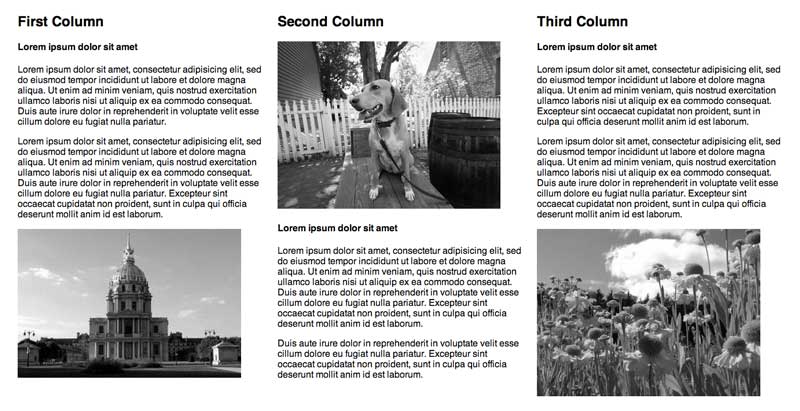 First Column
Lorem ipsum dolor sit amet
Lorem ipsum dolor sit amet, consectetur adipisicing elit, sed
do eiusmod tempor incididunt ut labore et dolore magna
aliqua. Ut enim ad minim veniam, quis nostrud exercitation
ullamco laboris nisi ut aliquip ex ea commodo consequat.
Duis aute irure dolor in reprehenderit in voluptate velit esse
cillum dolore eu fugiat nulla pariatur.
Lorem ipsum dolor sit amet, consectetur adipisicing elit, sed
do eiusmod tempor incididunt ut labore et dolore magna
aliqua. Ut enim ad minim veniam, quis nostrud exercitation
ullamco laboris nisi ut aliquip ex ea commodo consequat.
Duis aute irure dolor in reprehenderit in voluptate velit esse
cillum dolore eu fugiat nulla pariatur. Excepteur sint
occaecat cupidatat non proident, sunt in culpa qui officia
deserunt mollit anim id est laborum.
Second Column
Lorem ipsum dolor sit amet
Lorem ipsum dolor sit amet, consectetur adipisicing elit, sed
do eiusmod tempor incididunt ut labore et dolore magna
aliqua. Ut enim ad minim veniam, quis nostrud exercitation
ullamco laboris nisi ut aliquip ex ea commodo consequat.
Duis aute irure dolor in reprehenderit in voluptate velit esse
cillum dolore eu fugiat nulla pariatur. Excepteur sint
occaecat cupidatat non proident, sunt in culpa qui officia
deserunt mollit anim id est laborum.
Duis aute irure dolor in reprehenderit in voluptate velit esse
cillum dolore eu fugiat nulla pariatur. Excepteur sint
occaecat cupidatat non proident, sunt in culpa qui officia
deserunt mollit anim id est laborum.
Third Column
Lorem ipsum dolor sit amet
Lorem ipsum dolor sit amet, consectetur adipisicing elit, sed
do eiusmod tempor incididunt ut labore et dolore magna
aliqua. Ut enim ad minim veniam, quis nostrud exercitation
ullamco laboris nisi ut aliquip ex ea commodo consequat.
Excepteur sint occaecat cupidatat non proident, sunt in
culpa qui officia deserunt mollit anim id est laborum.
Lorem ipsum dolor sit amet, consectetur adipisicing elit, sed
do eiusmod tempor incididunt ut labore et dolore magna
aliqua. Ut enim ad minim veniam, quis nostrud exercitation
ullamco laboris nisi ut aliquip ex ea commodo consequat.
Duis aute irure dolor in reprehenderit in voluptate velit esse
cillum dolore eu fugiat nulla pariatur. Excepteur sint
occaecat cupidatat non proident, sunt in culpa qui officia
deserunt mollit anim id est laborum.